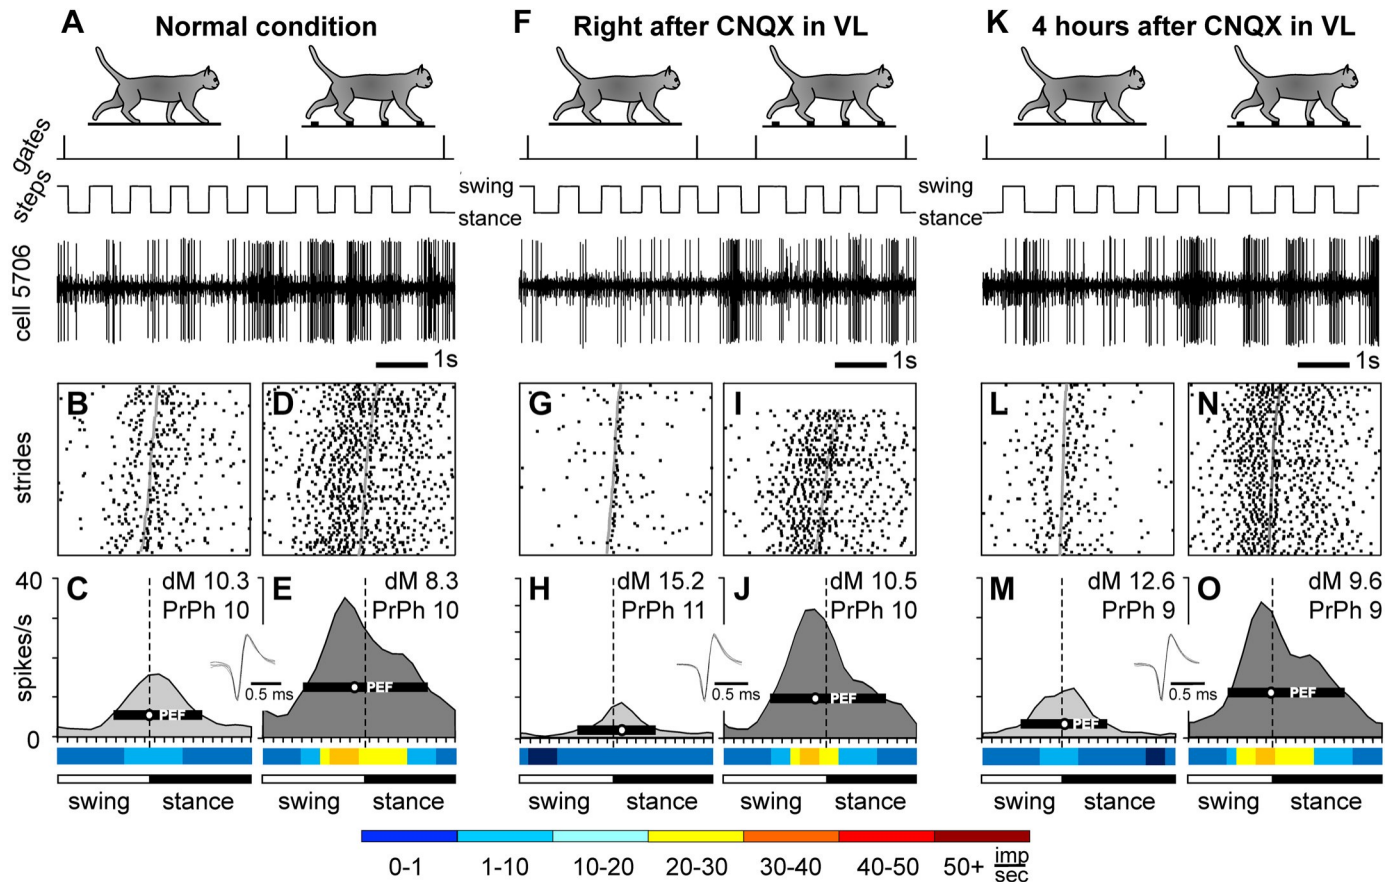 A Normal condition
F Right after CNQX in VL
K 4 hours after CNQX in VL
gates
steps
swing
stance
swing
stance
cell 5706
1s
1s
1s
strides
B
D
G
I
L
N
spikes/s
40
0
C
dM 10.3
PrPh 10
E
dM 8.3
PrPh 10
H
dM 15.2
PrPh 11
J
dM 10.5
PrPh 10
M
dM 12.6
PrPh 9
O
dM 9.6
PrPh 9
0.5 ms
0.5 ms
0.5 ms
PEF
PEF
PEF
PEF
PEF
swing stance
swing stance
swing stance
swing stance
swing stance
swing stance
0-1 1-10 10-20 20-30 30-40 40-50 50+ imp
sec